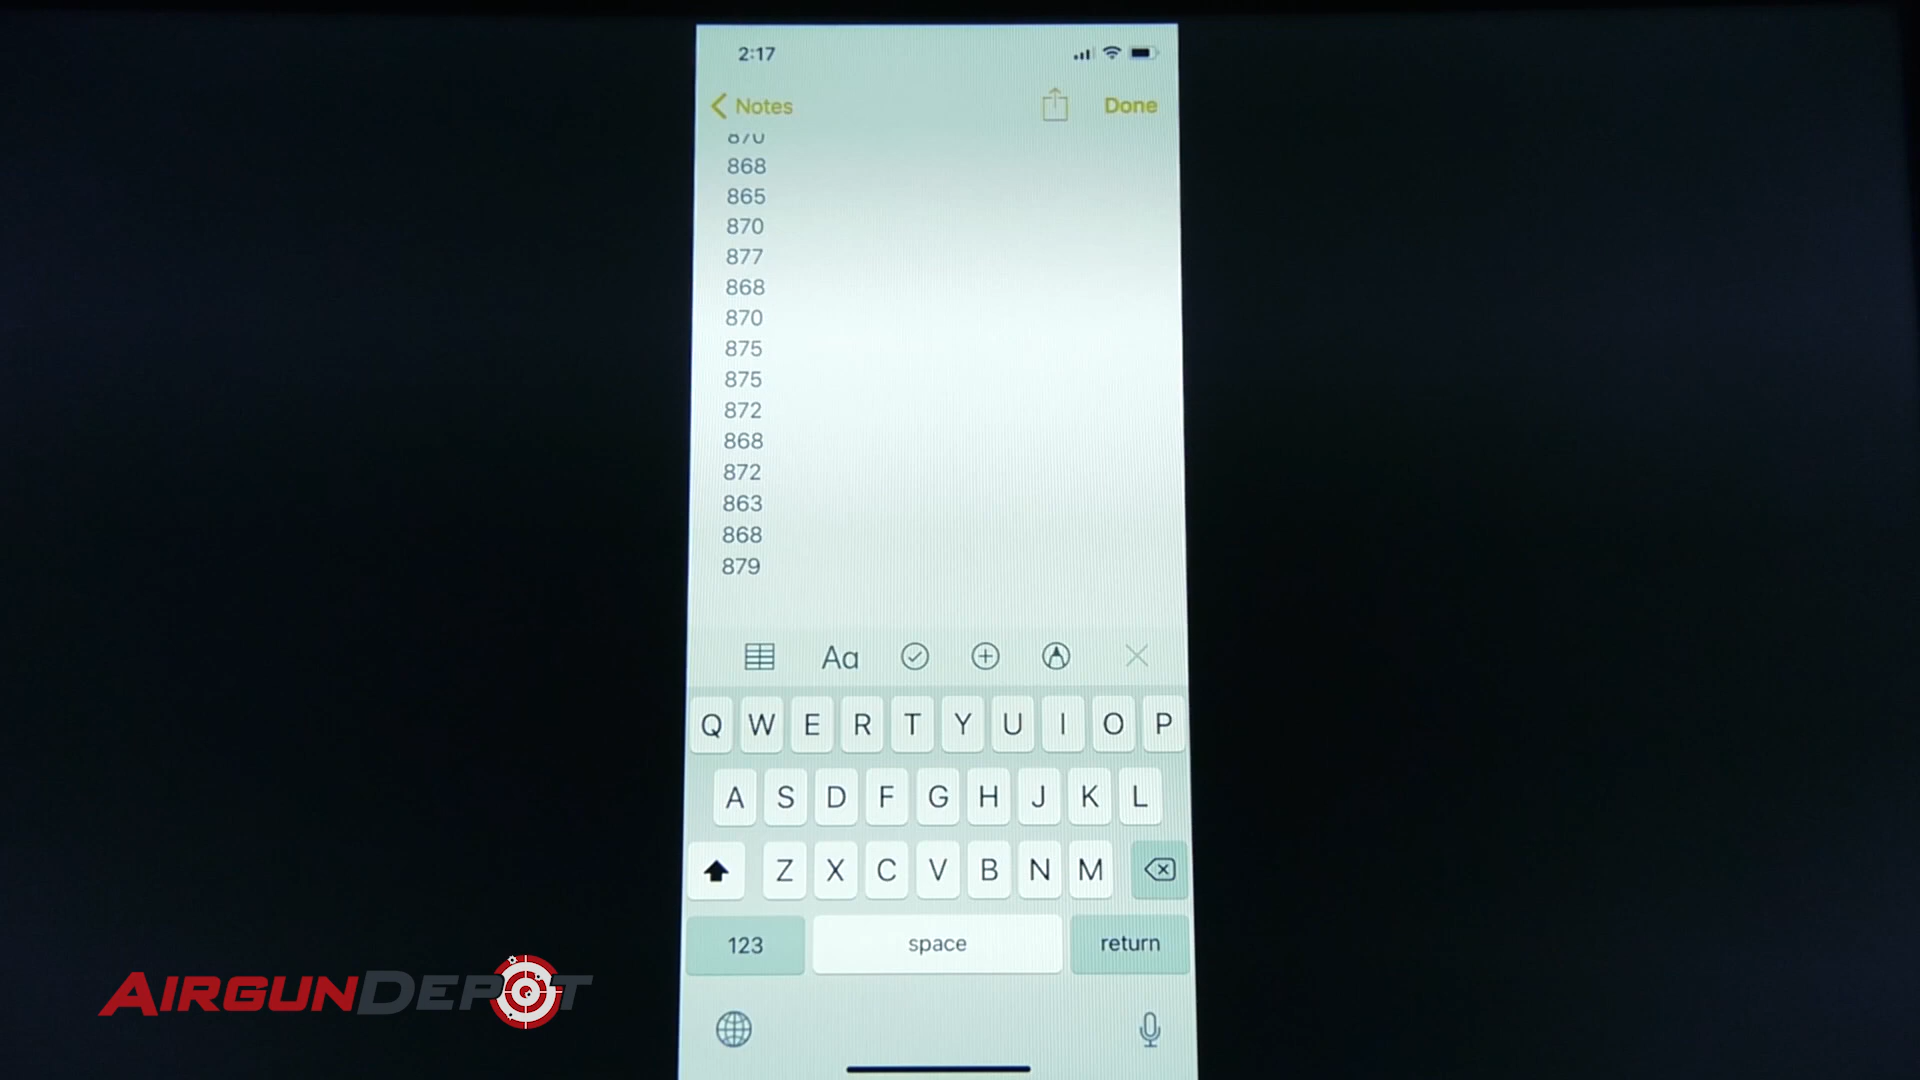 2:17
Notes
Done
870
868
865
870
877
868
870
875
875
872
868
872
863
868
879
Aa
Q W E R T Y U I O P
A S D F G H J K L
Z X C V B N M
123
space
return
AIRGUNDEPOT